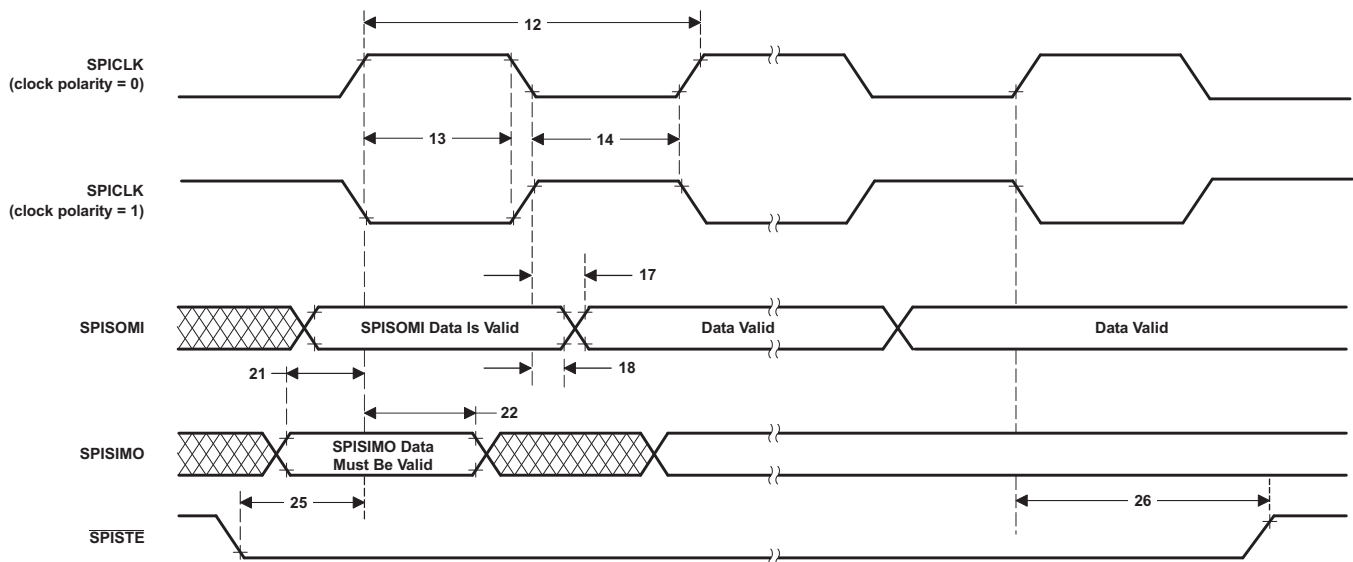 12
SPICLK
(clock polarity = 0)
13
14
SPICLK
(clock polarity = 1)
17
SPISOMI
SPISOMI Data Is Valid
Data Valid
Data Valid
21
18
22
SPISIMO
SPISIMO Data
Must Be Valid
25
26
SPISTE